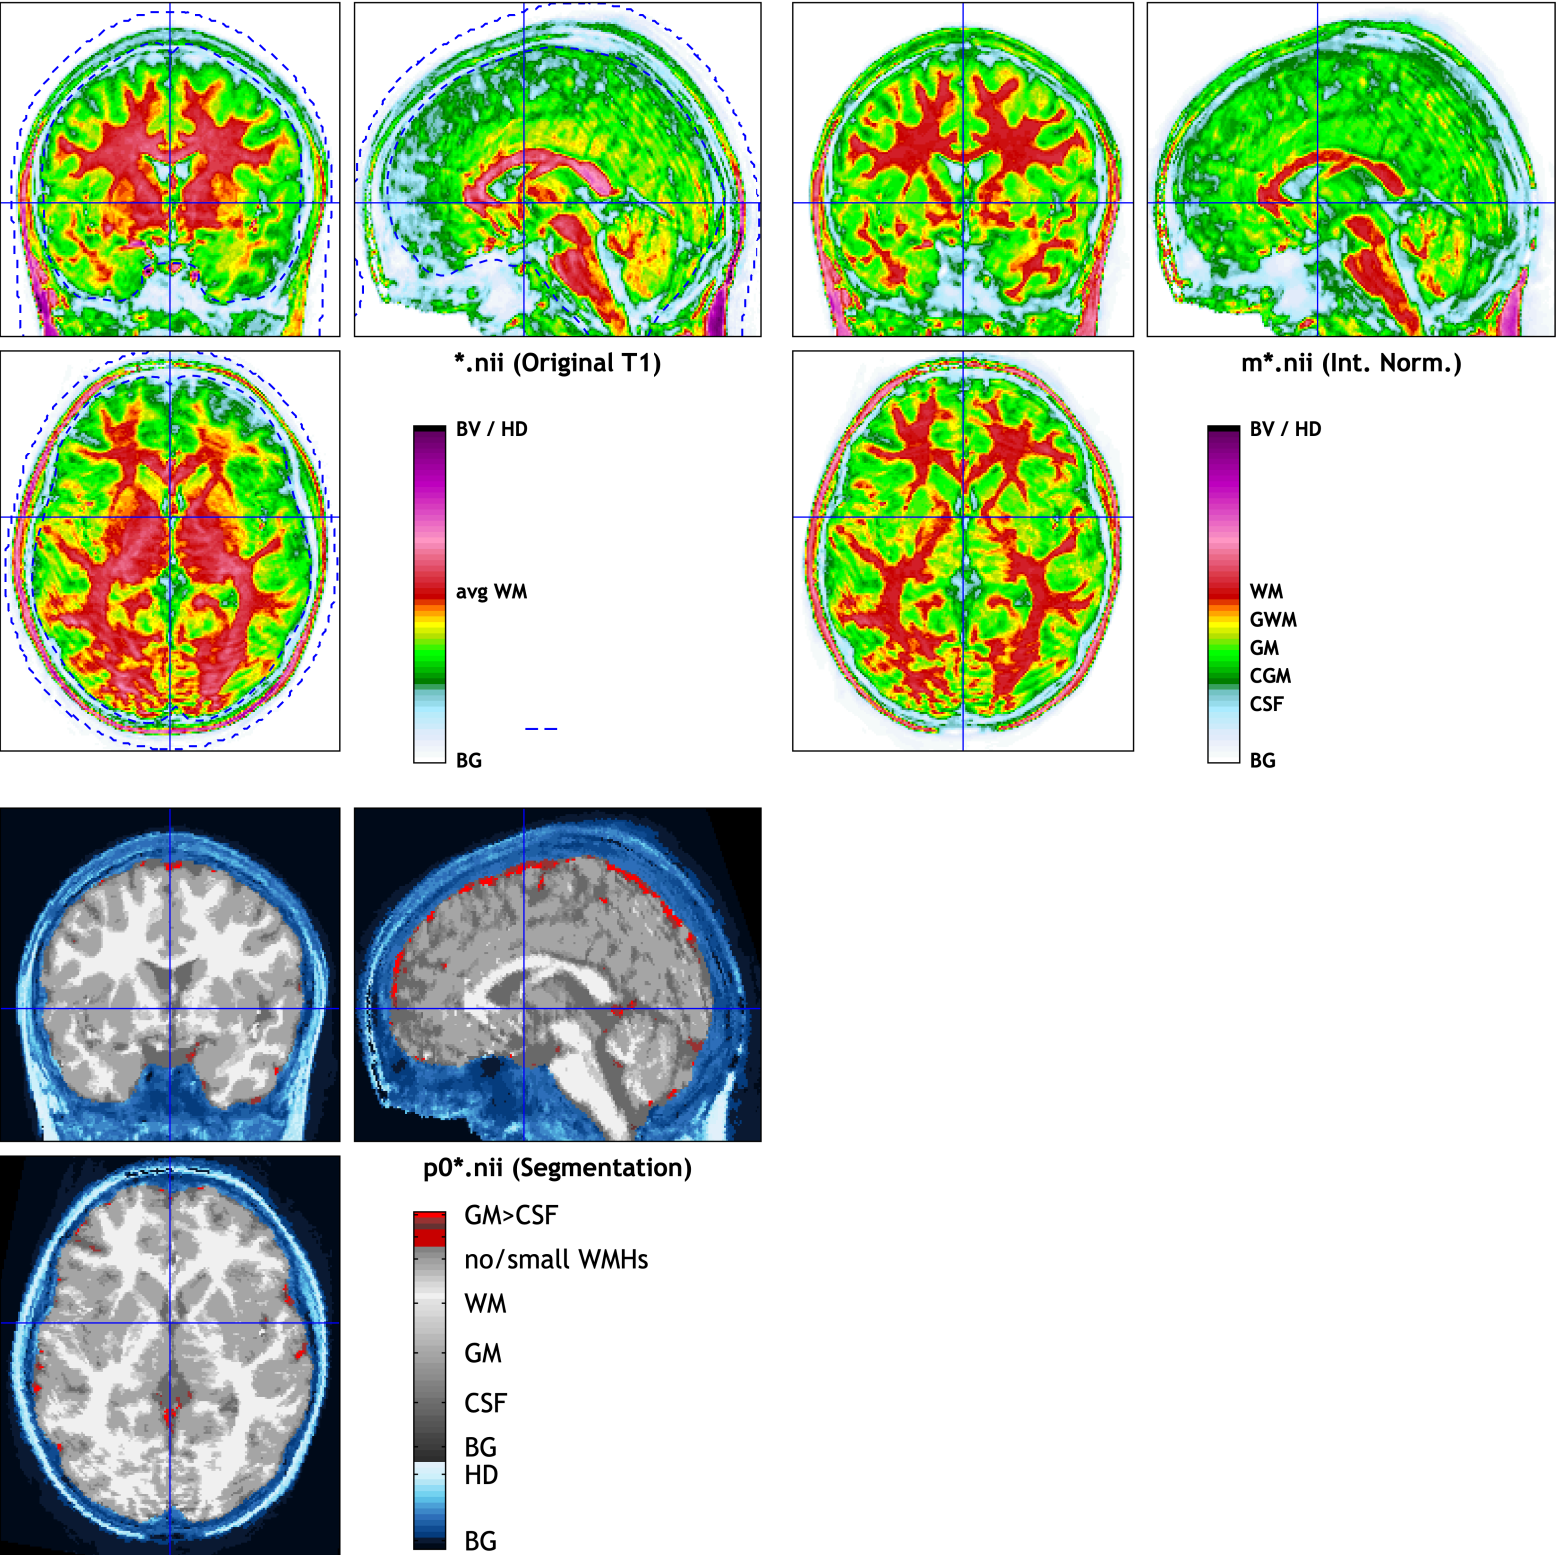 *.nii (Original T1)
BV / HD
avg WM
BG
m*.nii (Int. Norm.)
BV / HD
WM
GWM
GM
CGM
CSF
BG
p0*.nii (Segmentation)
GM>CSF
no/small WMHs
WM
GM
CSF
BG
HD
BG